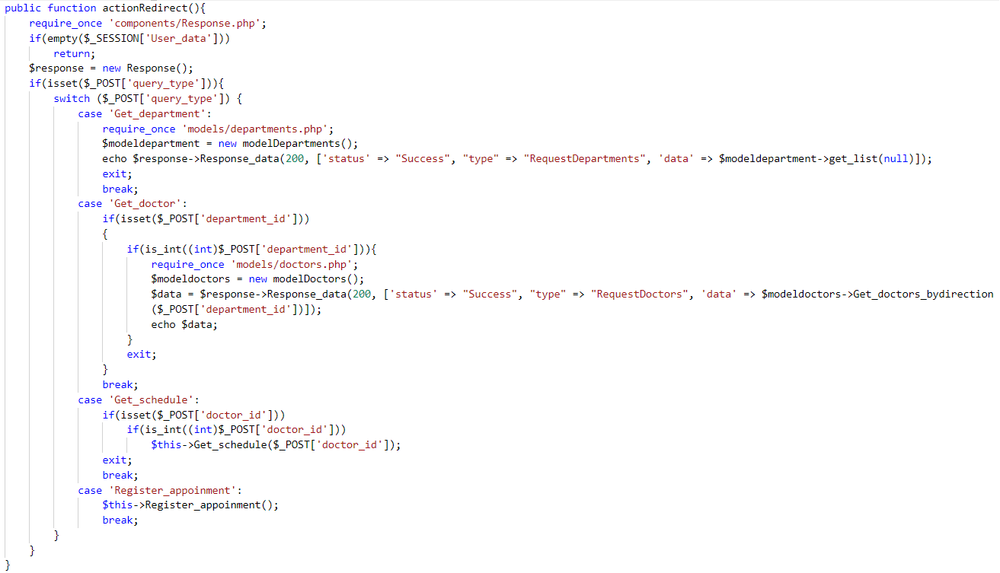 public function actionRedirect(){
    require_once 'components/Response.php';
    if(empty($_SESSION['User_data']))
        return;
    $response = new Response();
    if(isset($_POST['query_type'])){
        switch ($_POST['query_type']) {
            case 'Get_department':
                require_once 'models/departments.php';
                $modeldepartment = new modelDepartments();
                echo $response->Response_data(200, ['status' => "Success", "type" => "RequestDepartments", 'data' => $modeldepartment->get_list(null)]);
                exit;
                break;
            case 'Get_doctor':
                if(isset($_POST['department_id']))
                {
                    if(is_int((int)$_POST['department_id'])){
                        require_once 'models/doctors.php';
                        $modeldoctors = new modelDoctors();
                        $data = $response->Response_data(200, ['status' => "Success", "type" => "RequestDoctors", 'data' => $modeldoctors->Get_doctors_bydirection
                        ($_POST['department_id'])]);
                        echo $data;
                    }
                    exit;
                }
                break;
            case 'Get_schedule':
                if(isset($_POST['doctor_id']))
                    if(is_int((int)$_POST['doctor_id']))
                        $this->Get_schedule($_POST['doctor_id']);
                exit;
                break;
            case 'Register_appoinment':
                $this->Register_appoinment();
                break;
        }
    }
}